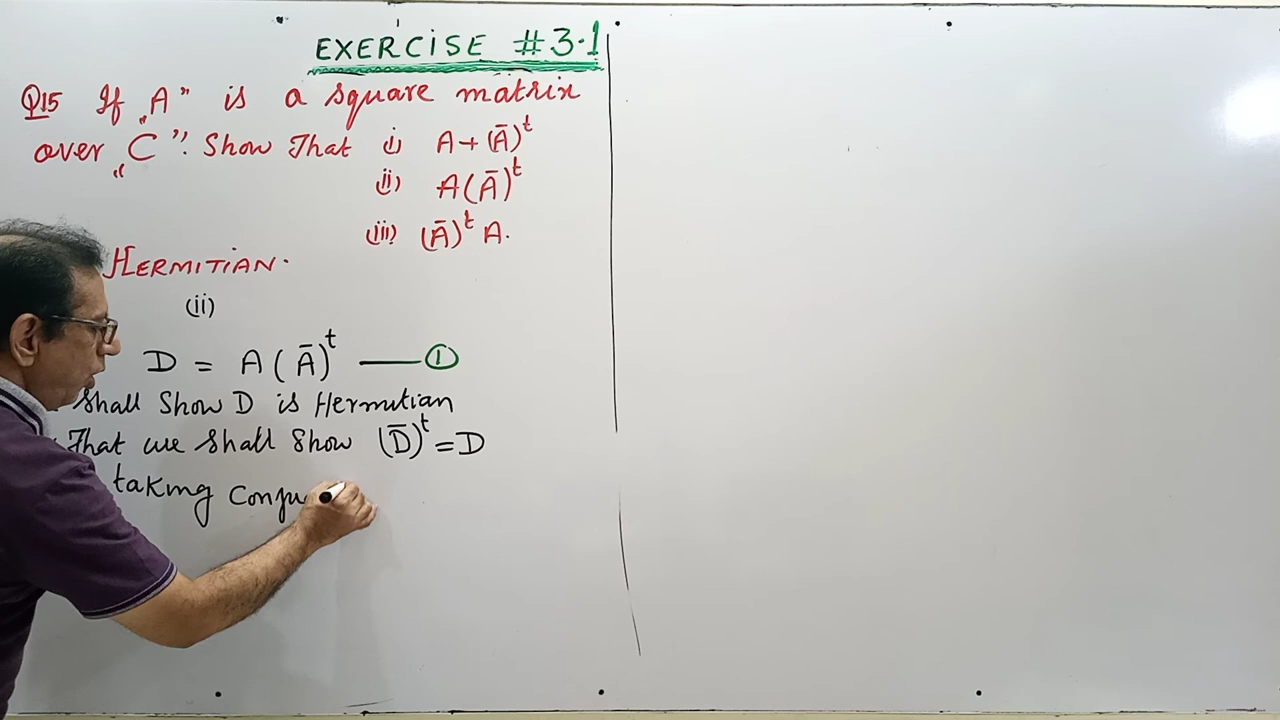 EXERCISE #3.1
Q15 If „A" is a square matrix
over „C". Show That (i) A+(Ā)ᵗ
(ii) A(Ā)ᵗ
(iii) (Ā)ᵗ A.
HERMITIAN.
(ii)
D = A(Ā)ᵗ —— ①
Shall Show D is Hermitian
That we Shall Show (D̄)ᵗ = D
taking